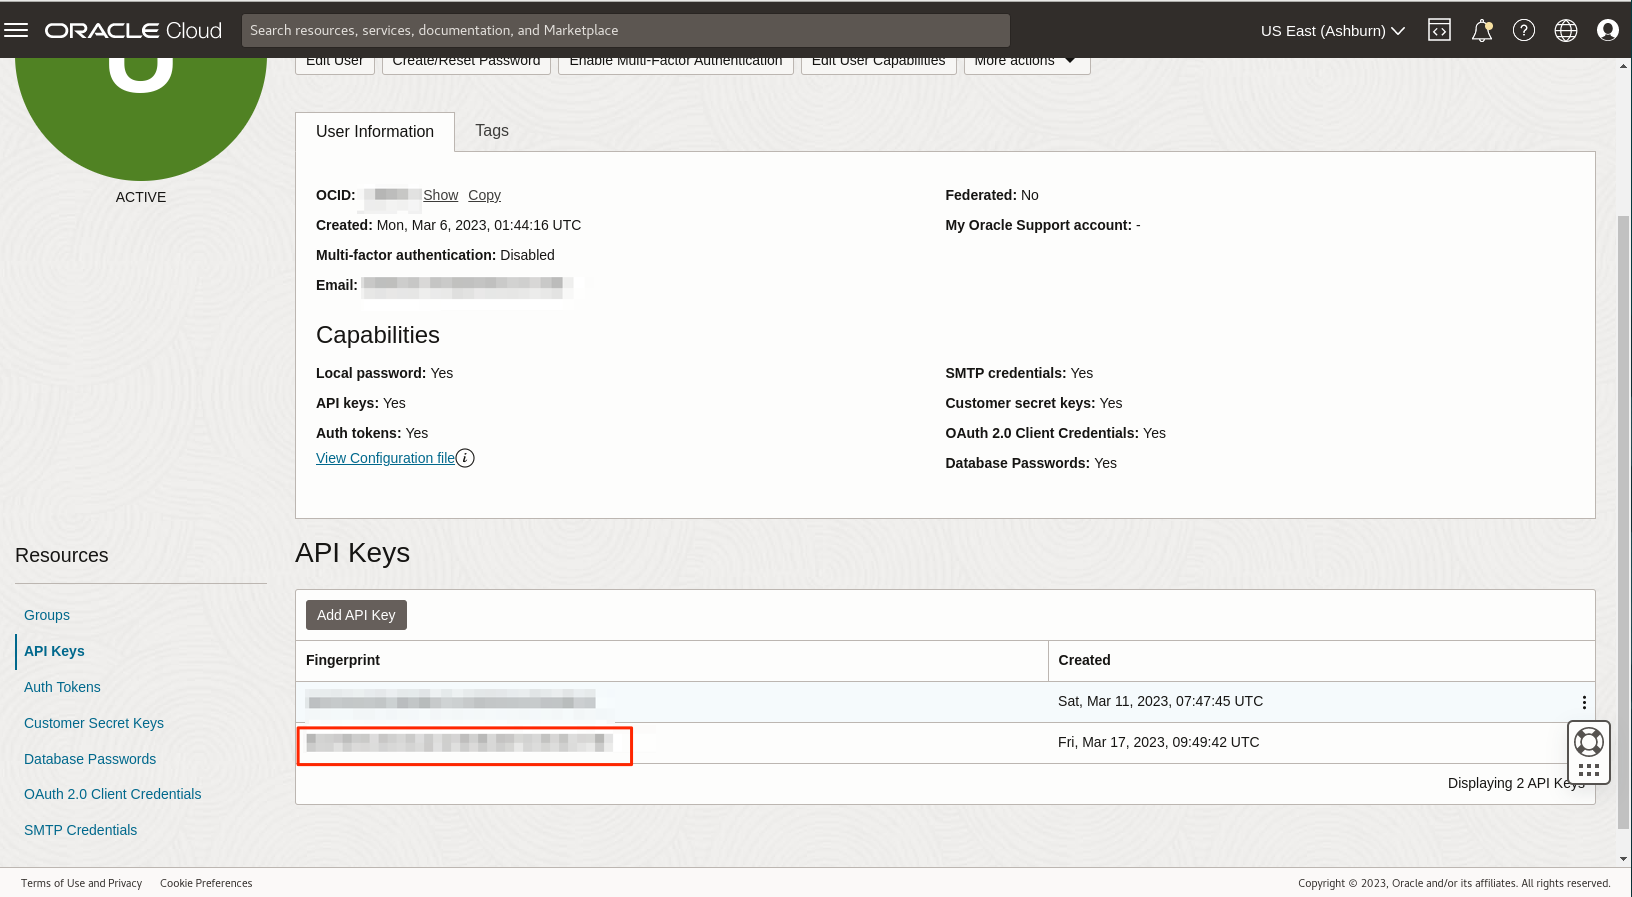 ORACLE Cloud
Search resources, services, documentation, and Marketplace
US East (Ashburn)
Edit User
Create/Reset Password
Enable Multi-Factor Authentication
Edit User Capabilities
More actions
ACTIVE
User Information
Tags
OCID: Show Copy
Created: Mon, Mar 6, 2023, 01:44:16 UTC
Multi-factor authentication: Disabled
Email:
Federated: No
My Oracle Support account: -
Capabilities
Local password: Yes
API keys: Yes
Auth tokens: Yes
View Configuration file
SMTP credentials: Yes
Customer secret keys: Yes
OAuth 2.0 Client Credentials: Yes
Database Passwords: Yes
Resources
Groups
API Keys
Auth Tokens
Customer Secret Keys
Database Passwords
OAuth 2.0 Client Credentials
SMTP Credentials
API Keys
Add API Key
Fingerprint
Created
Sat, Mar 11, 2023, 07:47:45 UTC
Fri, Mar 17, 2023, 09:49:42 UTC
Displaying 2 API Keys
Terms of Use and Privacy
Cookie Preferences
Copyright © 2023, Oracle and/or its affiliates. All rights reserved.